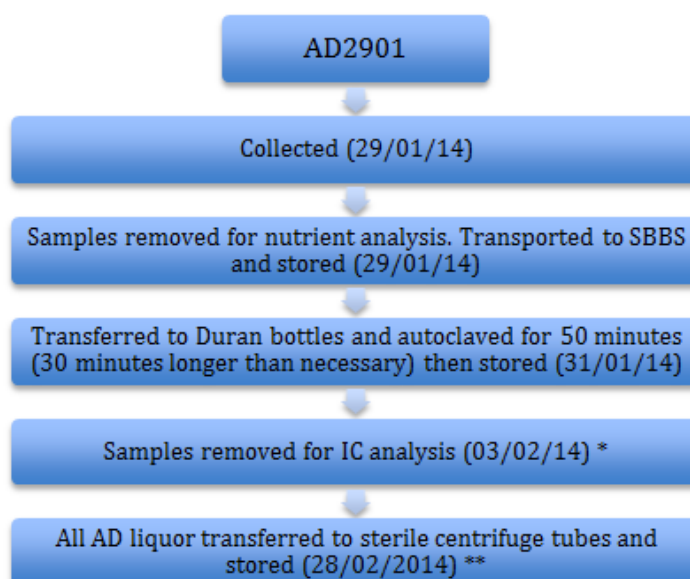 AD2901
Collected (29/01/14)
Samples removed for nutrient analysis. Transported to SBBS
and stored (29/01/14)
Transferred to Duran bottles and autoclaved for 50 minutes
(30 minutes longer than necessary) then stored (31/01/14)
Samples removed for IC analysis (03/02/14) *
All AD liquor transferred to sterile centrifuge tubes and
stored (28/02/2014) **